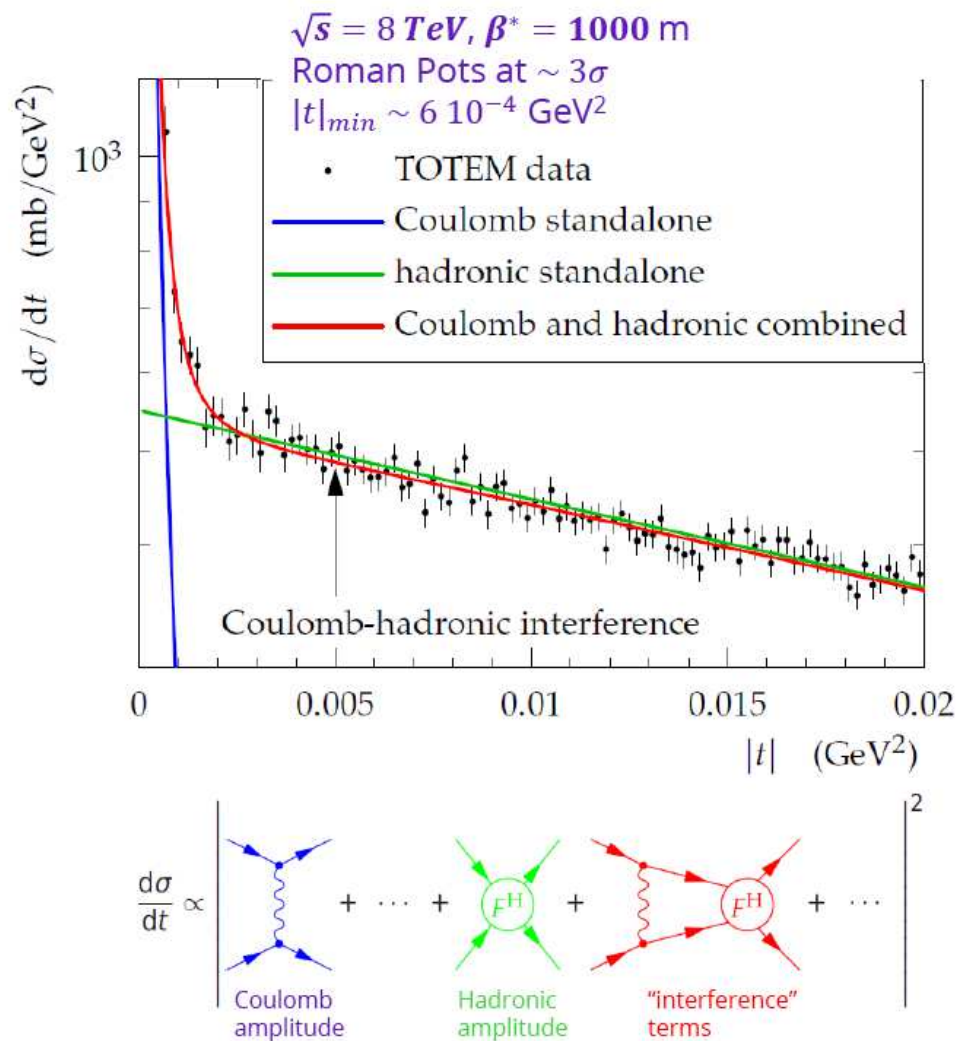 √s = 8 TeV, β* = 1000 m
Roman Pots at ~ 3σ
|t|min ~ 6 10⁻⁴ GeV²
TOTEM data
Coulomb standalone
hadronic standalone
Coulomb and hadronic combined
10³
dσ/dt (mb/GeV²)
Coulomb-hadronic interference
0 0.005 0.01 0.015 0.02
|t| (GeV²)
dσ/dt ∝ | + ··· + Fᴴ + Fᴴ + ··· |²
Coulomb amplitude
Hadronic amplitude
“interference” terms